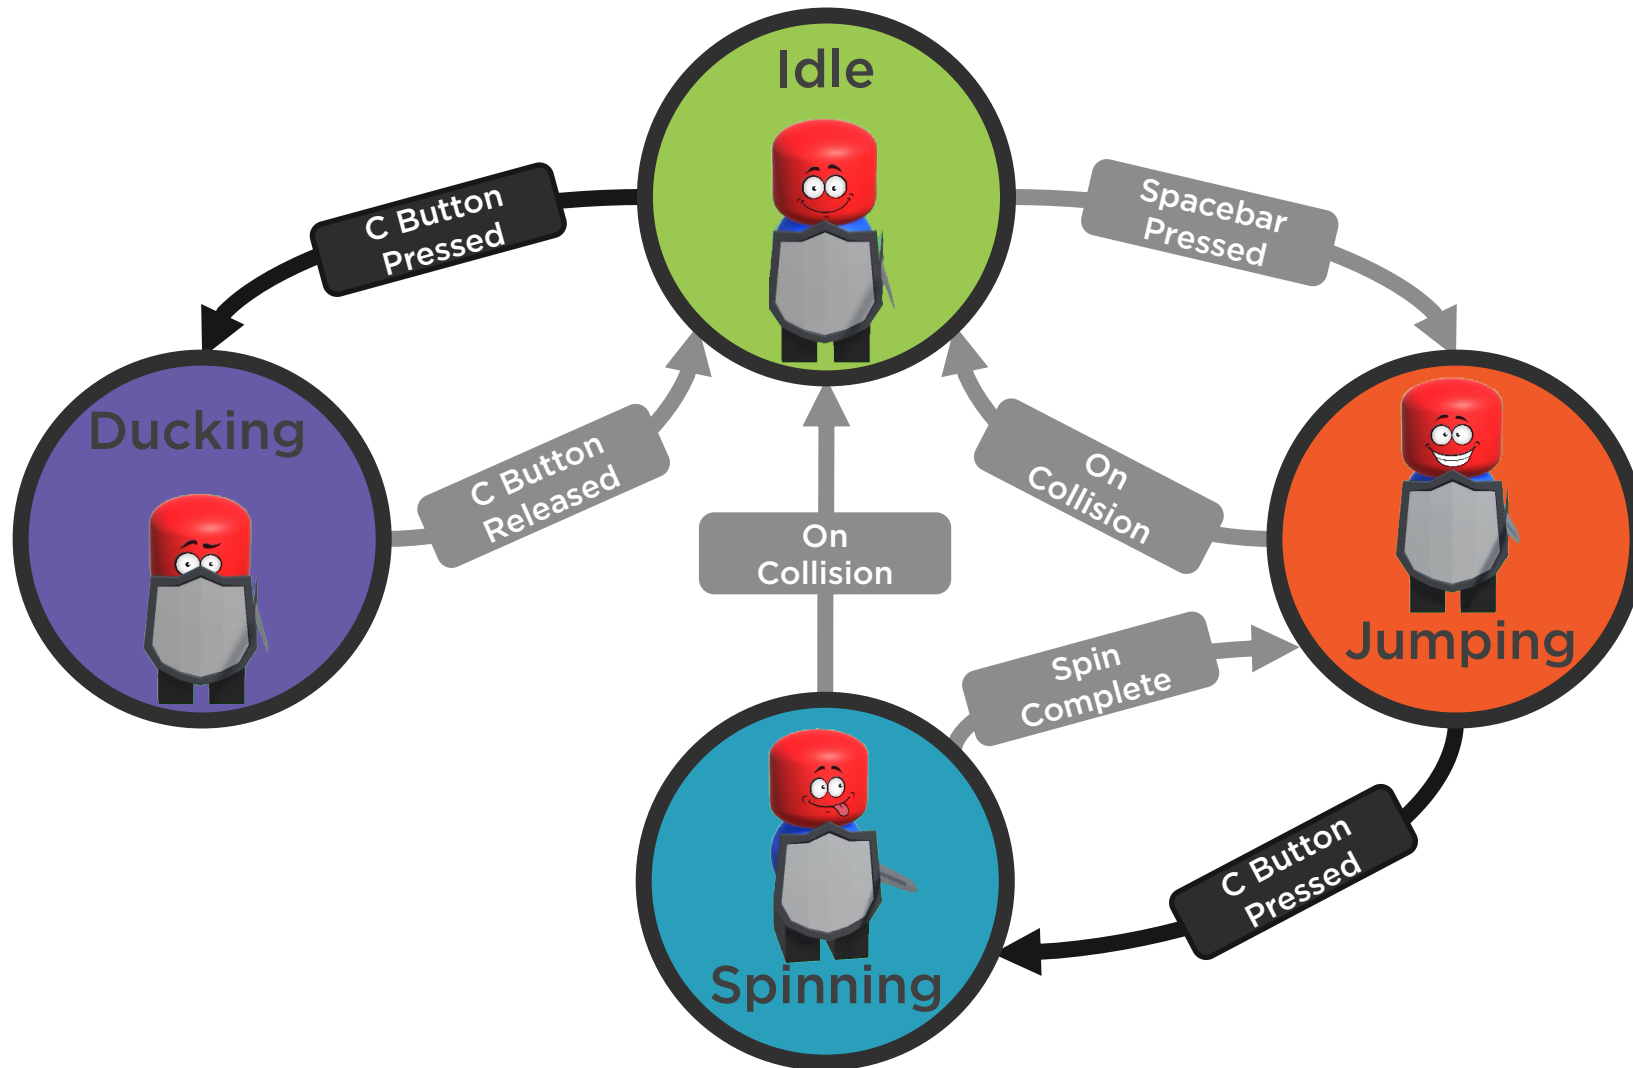 Idle
C Button
Pressed
Spacebar
Pressed
Ducking
C Button
Released
On
Collision
On
Collision
Jumping
Spin
Complete
C Button
Pressed
Spinning